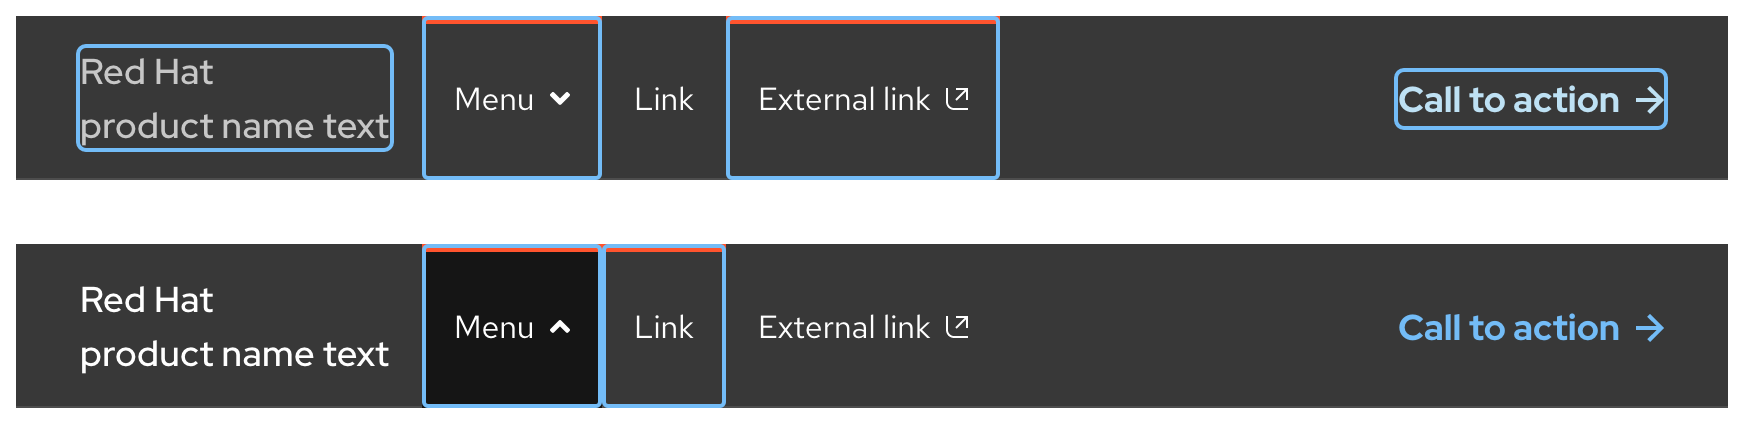 Red Hat
product name text
Menu
Link
External link
Call to action
Red Hat
product name text
Menu
Link
External link
Call to action